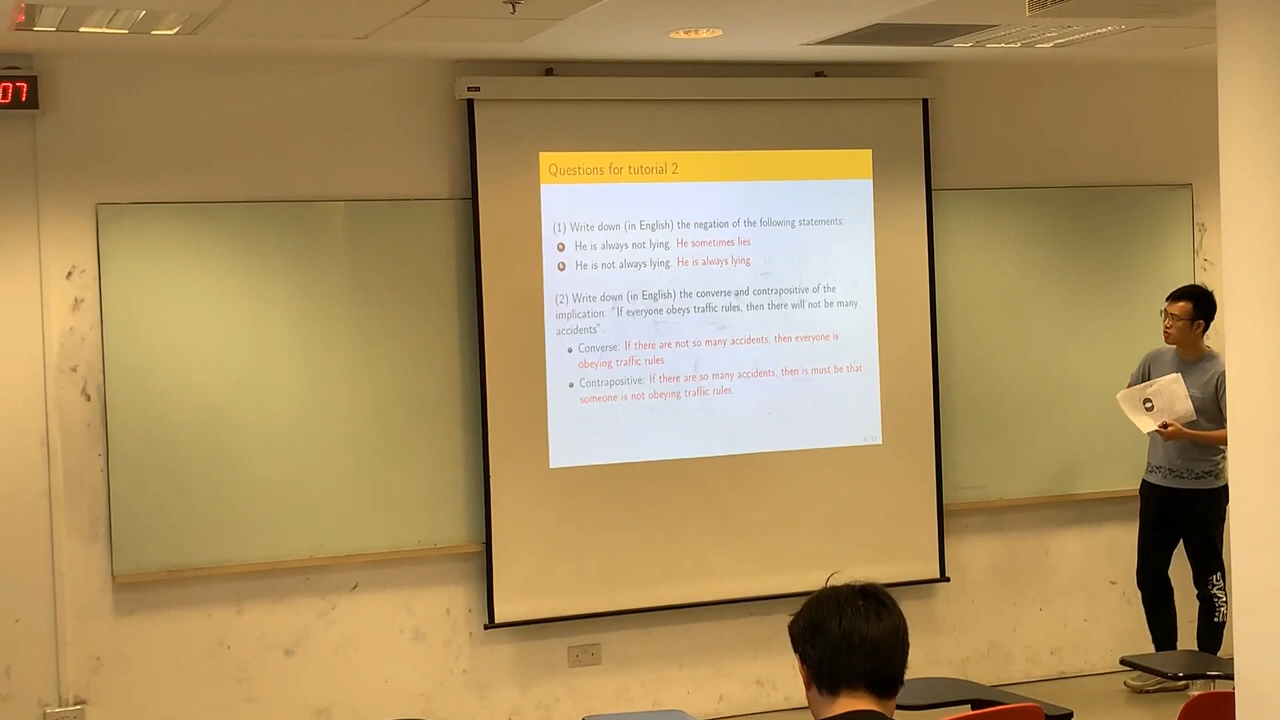 07
Questions for tutorial 2
(1) Write down (in English) the negation of the following statements:
He is always not lying. He sometimes lies.
He is not always lying. He is always lying.
(2) Write down (in English) the converse and contrapositive of the
implication: "If everyone obeys traffic rules, then there will not be many
accidents".
Converse: If there are not so many accidents, then everyone is
obeying traffic rules.
Contrapositive: If there are so many accidents, then is must be that
someone is not obeying traffic rules.